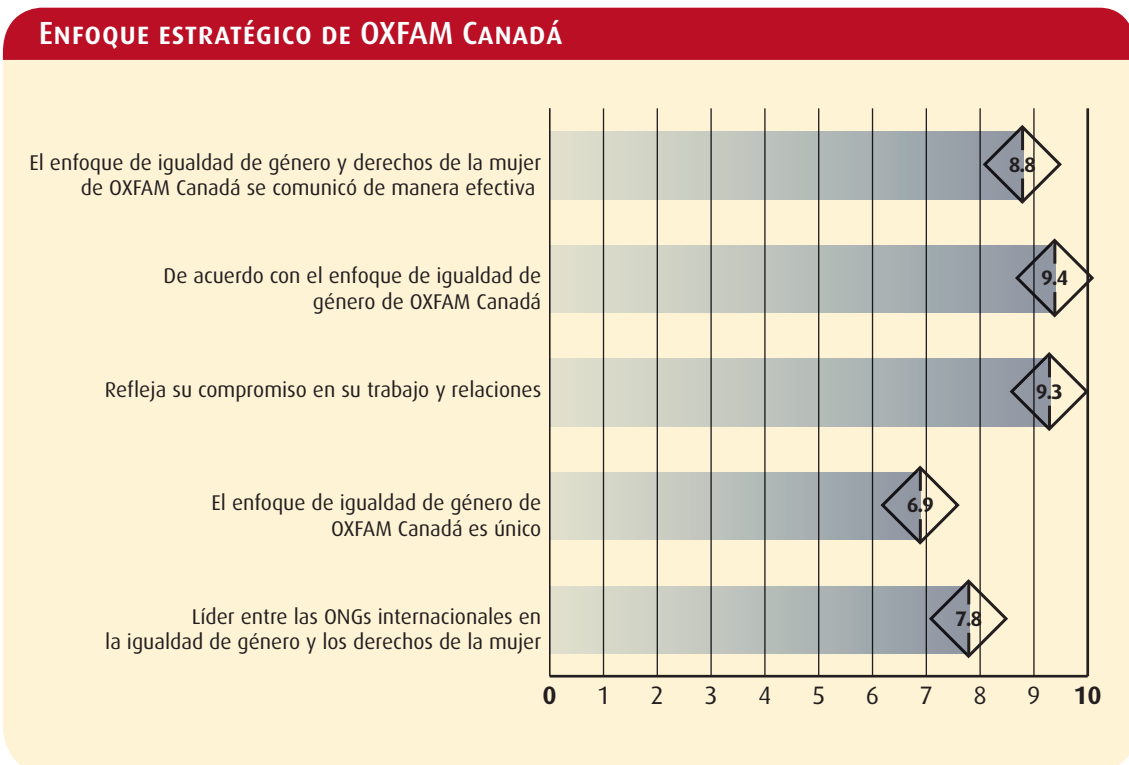 ENFOQUE ESTRATÉGICO DE OXFAM CANADÁ
El enfoque de igualdad de género y derechos de la mujer
de OXFAM Canadá se comunicó de manera efectiva
8.8
De acuerdo con el enfoque de igualdad de
género de OXFAM Canadá
9.4
Refleja su compromiso en su trabajo y relaciones
9.3
El enfoque de igualdad de género de
OXFAM Canadá es único
6.9
Líder entre las ONGs internacionales en
la igualdad de género y los derechos de la mujer
7.8
0 1 2 3 4 5 6 7 8 9 10